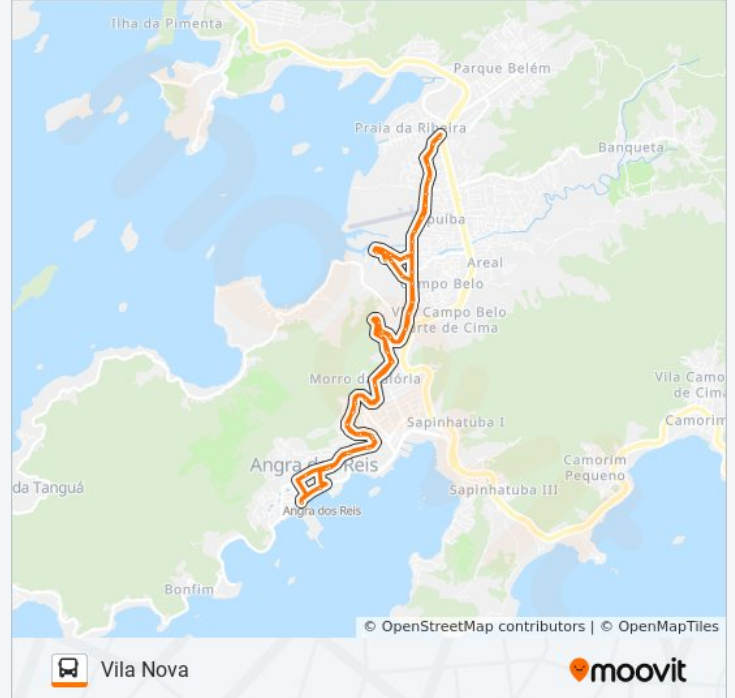 Ilha da Pimenta
Parque Belém
Praia da Ribeira
Banqueta
Areal
Campo Belo
Campo Belo
de Cima
Morro da Glória
Vila
de Cima
Sapinhatuba I
Camorim
Angra dos Reis
Camorim
Pequeno
da Tanguá
Sapinhatuba III
Angra dos Reis
Bonfim
© OpenStreetMap contributors | © OpenMapTiles
Vila Nova
moovit